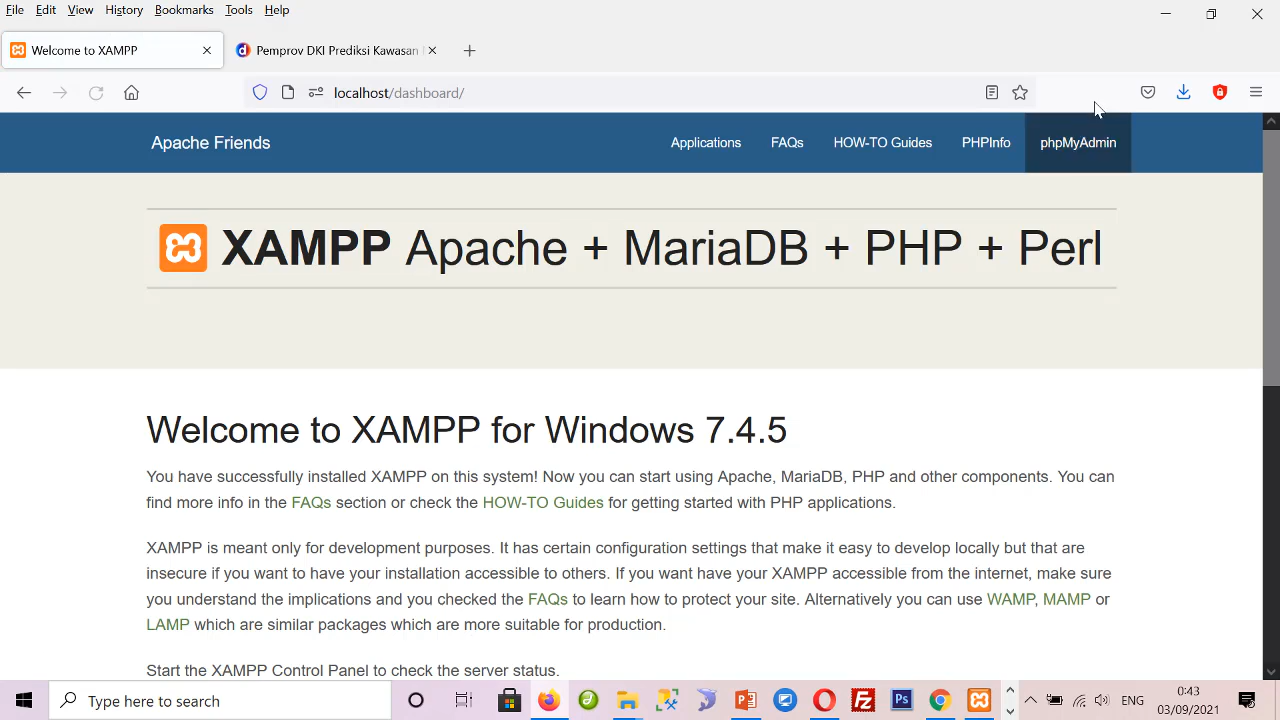 File Edit View History Bookmarks Tools Help
Welcome to XAMPP
Pemprov DKI Prediksi Kawasan
localhost/dashboard/
Apache Friends
Applications FAQs HOW-TO Guides PHPInfo phpMyAdmin
XAMPP Apache + MariaDB + PHP + Perl
Welcome to XAMPP for Windows 7.4.5
You have successfully installed XAMPP on this system! Now you can start using Apache, MariaDB, PHP and other components. You can
find more info in the FAQs section or check the HOW-TO Guides for getting started with PHP applications.
XAMPP is meant only for development purposes. It has certain configuration settings that make it easy to develop locally but that are
insecure if you want to have your installation accessible to others. If you want have your XAMPP accessible from the internet, make sure
you understand the implications and you checked the FAQs to learn how to protect your site. Alternatively you can use WAMP, MAMP or
LAMP which are similar packages which are more suitable for production.
Start the XAMPP Control Panel to check the server status.
Type here to search
Fz
Ps
ENG
0:43
03/09/2021